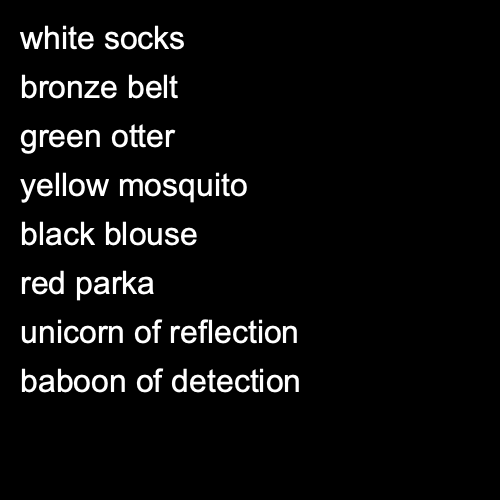 white socks
bronze belt
green otter
yellow mosquito
black blouse
red parka
unicorn of reflection
baboon of detection